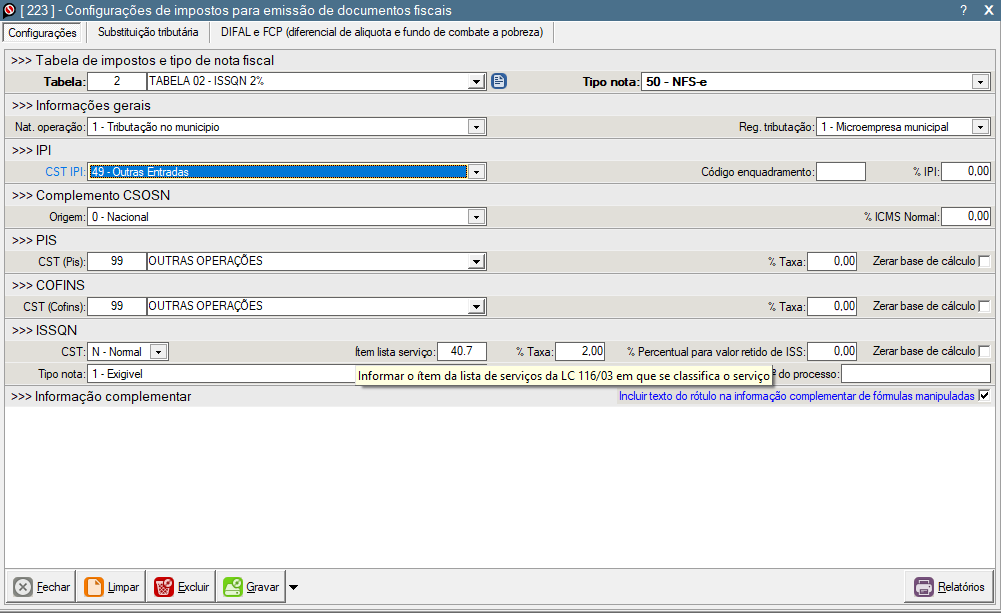 [ 223 ] - Configurações de impostos para emissão de documentos fiscais ? X
Configurações Substituição tributária DIFAL e FCP (diferencial de aliquota e fundo de combate a pobreza)
>>> Tabela de impostos e tipo de nota fiscal
Tabela: 2 TABELA 02 - ISSQN 2% Tipo nota: 50 - NFS-e
>>> Informações gerais
Nat. operação: 1 - Tributação no municipio Reg. tributação: 1 - Microempresa municipal
>>> IPI
CST IPI: 49 - Outras Entradas Código enquadramento: % IPI: 0,00
>>> Complemento CSOSN
Origem: 0 - Nacional % ICMS Normal: 0,00
>>> PIS
CST (Pis): 99 OUTRAS OPERAÇÕES % Taxa: 0,00 Zerar base de cálculo
>>> COFINS
CST (Cofins): 99 OUTRAS OPERAÇÕES % Taxa: 0,00 Zerar base de cálculo
>>> ISSQN
CST: N - Normal Ítem lista serviço: 40.7 % Taxa: 2,00 % Percentual para valor retido de ISS: 0,00 Zerar base de cálculo
Tipo nota: 1 - Exigivel Informar o ítem da lista de serviços da LC 116/03 em que se classifica o serviço º do processo:
>>> Informação complementar Incluir texto do rótulo na informação complementar de fórmulas manipuladas
Fechar Limpar Excluir Gravar Relatórios